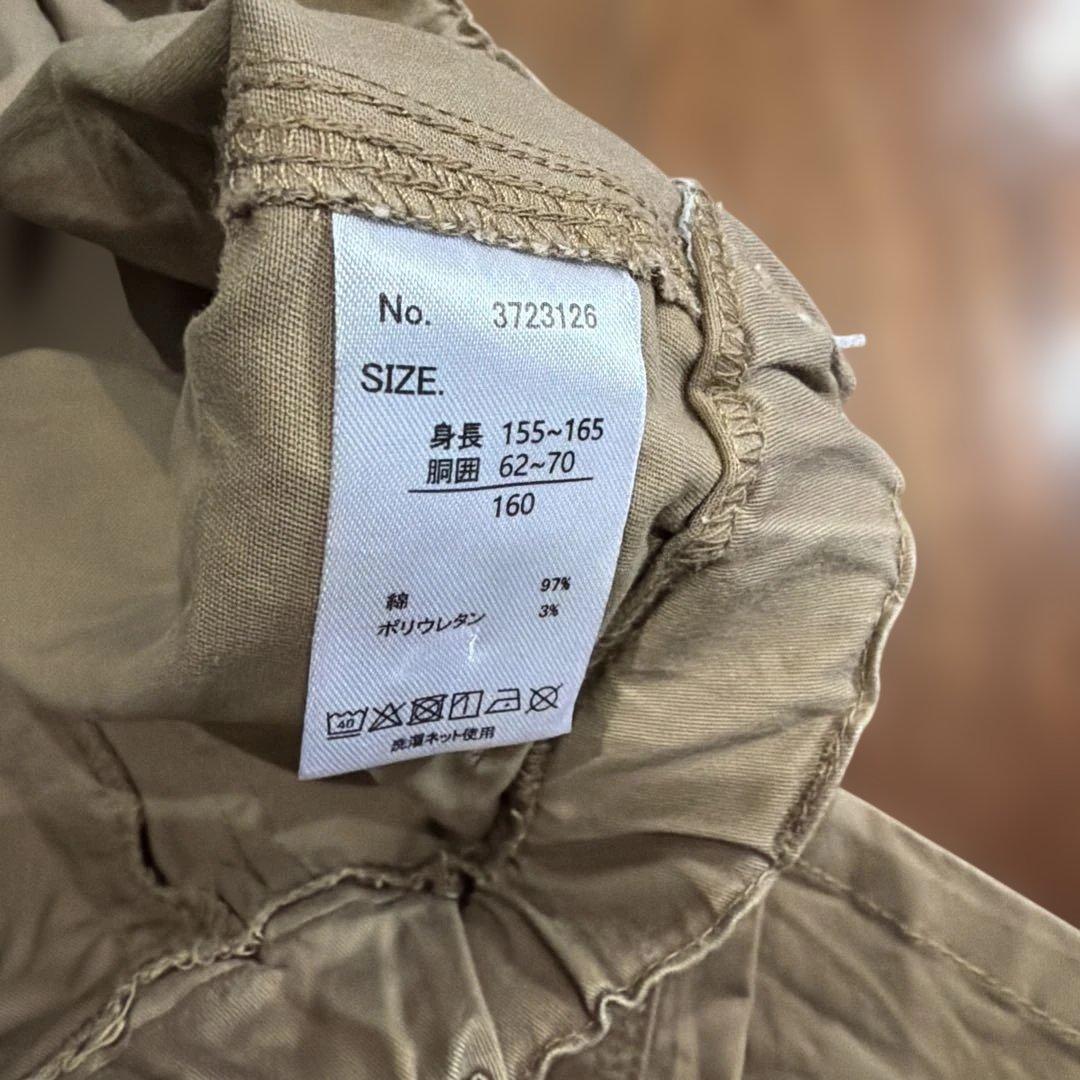 No. 3723126
SIZE.
身長 155~165
胴囲 62~70
160
綿 97%
ポリウレタン 3%
40
洗濯ネット使用